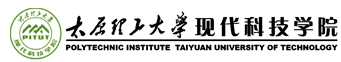 太原理工大学现代科技学院
POLYTECHNIC INSTITUTE TAIYUAN UNIVERSITY OF TECHNOLOGY
PITUT